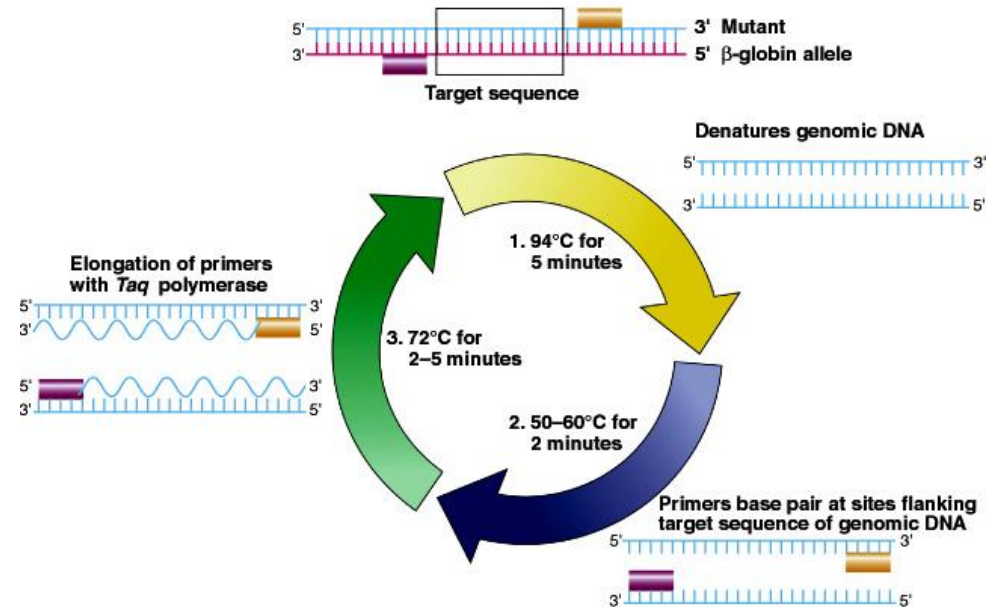 5' 3' Mutant
3' 5' β-globin allele
Target sequence
Denatures genomic DNA
5' 3'
3' 5'
1. 94°C for
5 minutes
Elongation of primers
with Taq polymerase
5' 3'
3' 5'
5' 3'
3' 5'
3. 72°C for
2–5 minutes
2. 50–60°C for
2 minutes
Primers base pair at sites flanking
target sequence of genomic DNA
5' 3'
3' 5'